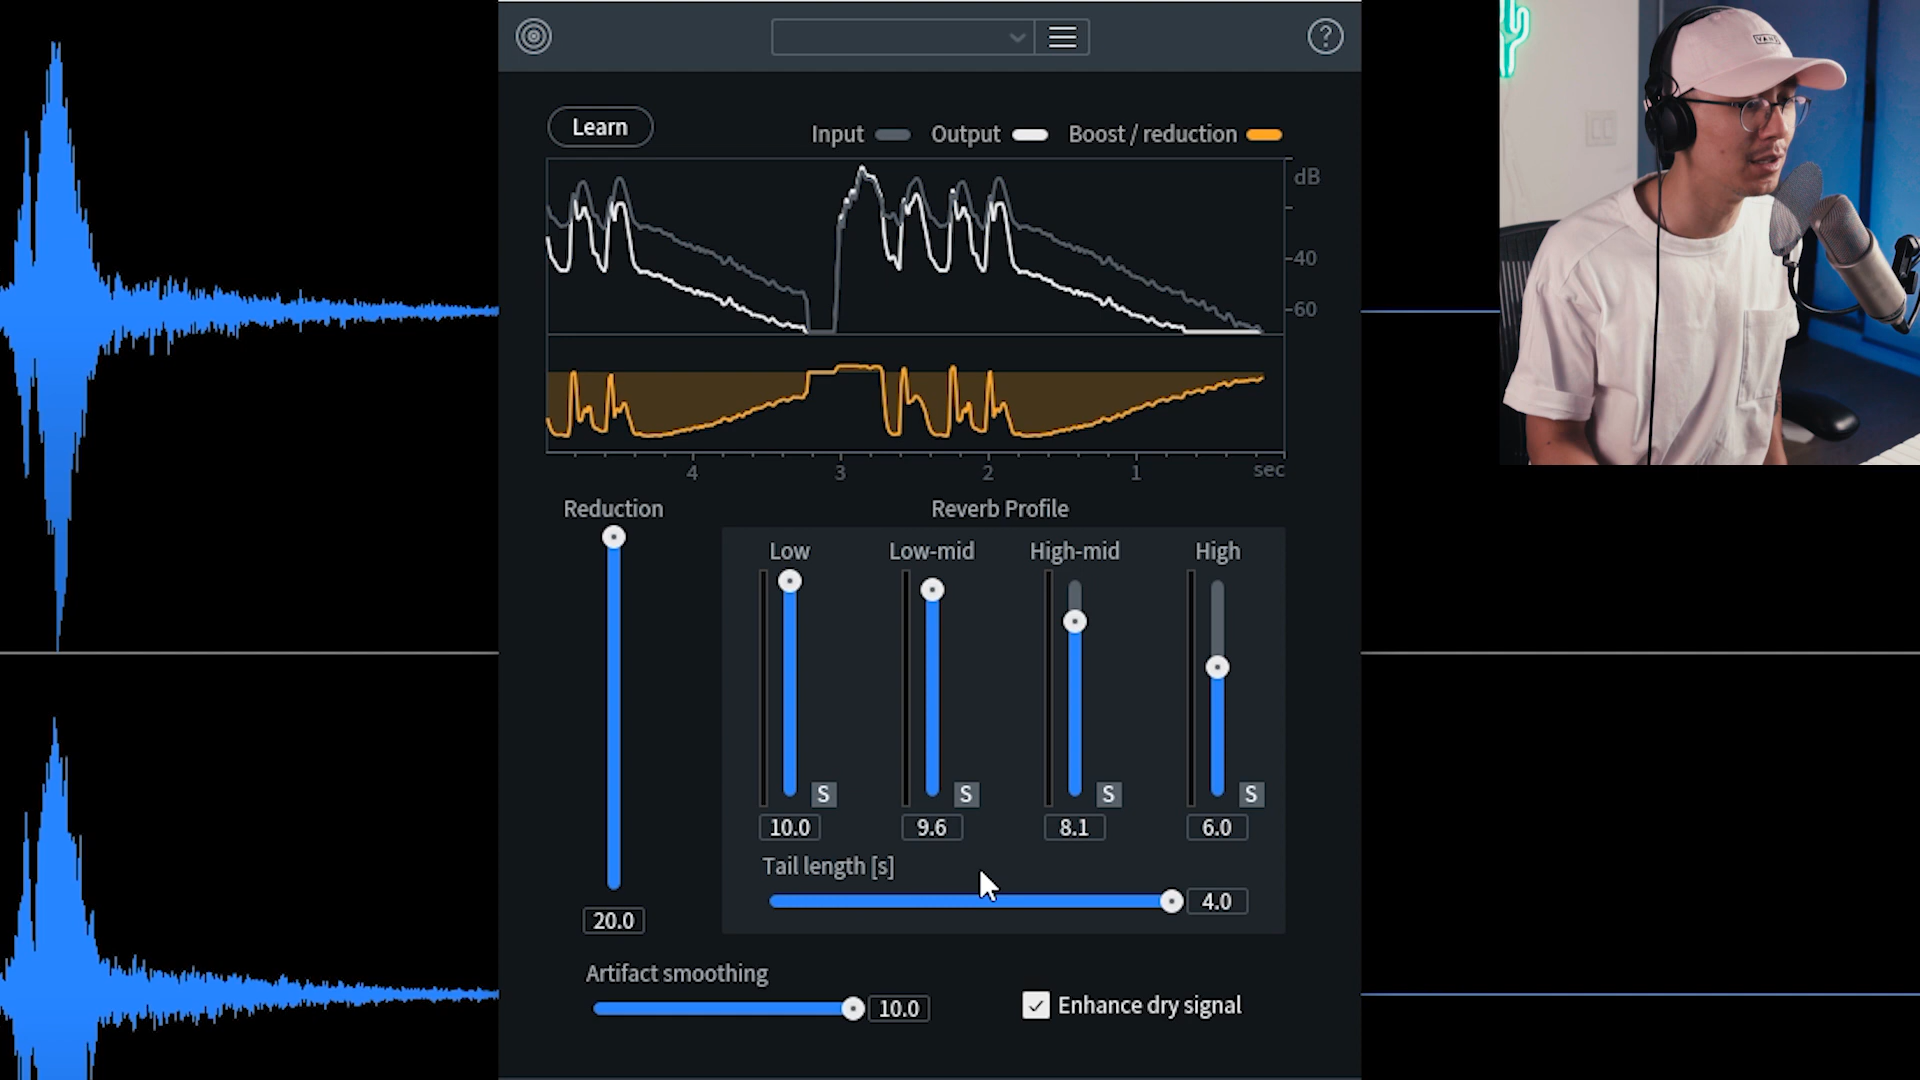 ?
Learn
Input Output Boost / reduction
dB
-40
-60
4 3 2 1 sec
Reduction
Reverb Profile
Low Low-mid High-mid High
S S S S
10.0 9.6 8.1 6.0
Tail length [s]
4.0
20.0
Artifact smoothing
10.0
Enhance dry signal
VANS